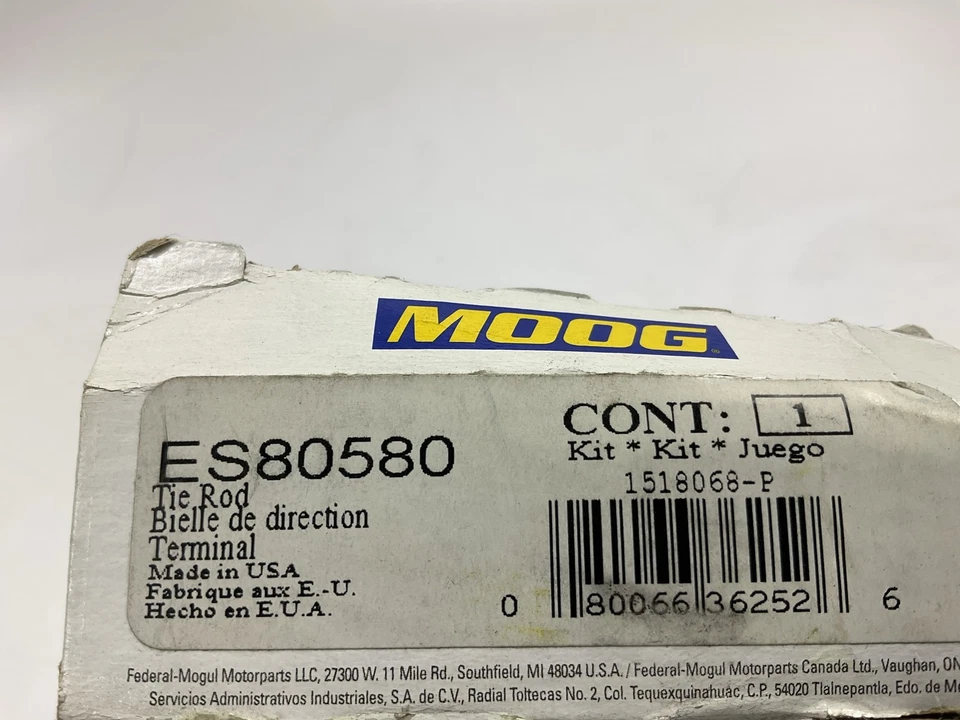 MOOG
ES80580
Tie Rod
Bielle de direction
Terminal
Made in USA
Fabrique aux E.-U.
Hecho en E.U.A.
CONT: 1
Kit * Kit * Juego
1518068-P
0 80066 36252 6
Federal-Mogul Motorparts LLC, 27300 W. 11 Mile Rd., Southfield, MI 48034 U.S.A. / Federal-Mogul Motorparts Canada Ltd., Vaughan, ON
Servicios Administrativos Industriales, S.A. de C.V., Radial Toltecas No. 2, Col. Tequexquinahuac, C.P., 54020 Tlalnepantla, Edo. de Me